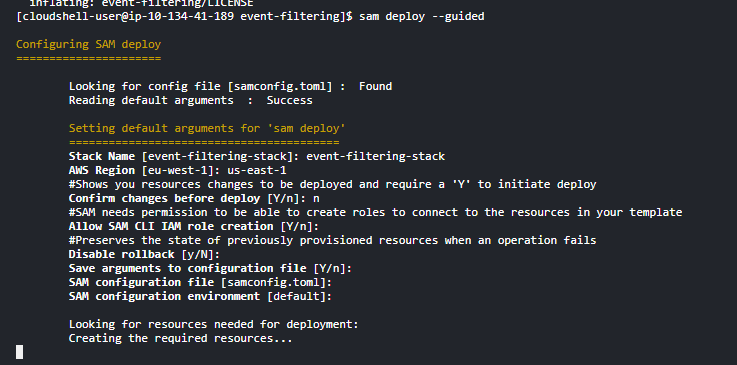 inflating: event-filtering/LICENSE
[cloudshell-user@ip-10-134-41-189 event-filtering]$ sam deploy --guided
Configuring SAM deploy
======================
Looking for config file [samconfig.toml] :  Found
Reading default arguments  :  Success
Setting default arguments for 'sam deploy'
=========================================
Stack Name [event-filtering-stack]: event-filtering-stack
AWS Region [eu-west-1]: us-east-1
#Shows you resources changes to be deployed and require a 'Y' to initiate deploy
Confirm changes before deploy [Y/n]: n
#SAM needs permission to be able to create roles to connect to the resources in your template
Allow SAM CLI IAM role creation [Y/n]:
#Preserves the state of previously provisioned resources when an operation fails
Disable rollback [y/N]:
Save arguments to configuration file [Y/n]:
SAM configuration file [samconfig.toml]:
SAM configuration environment [default]:
Looking for resources needed for deployment:
Creating the required resources...